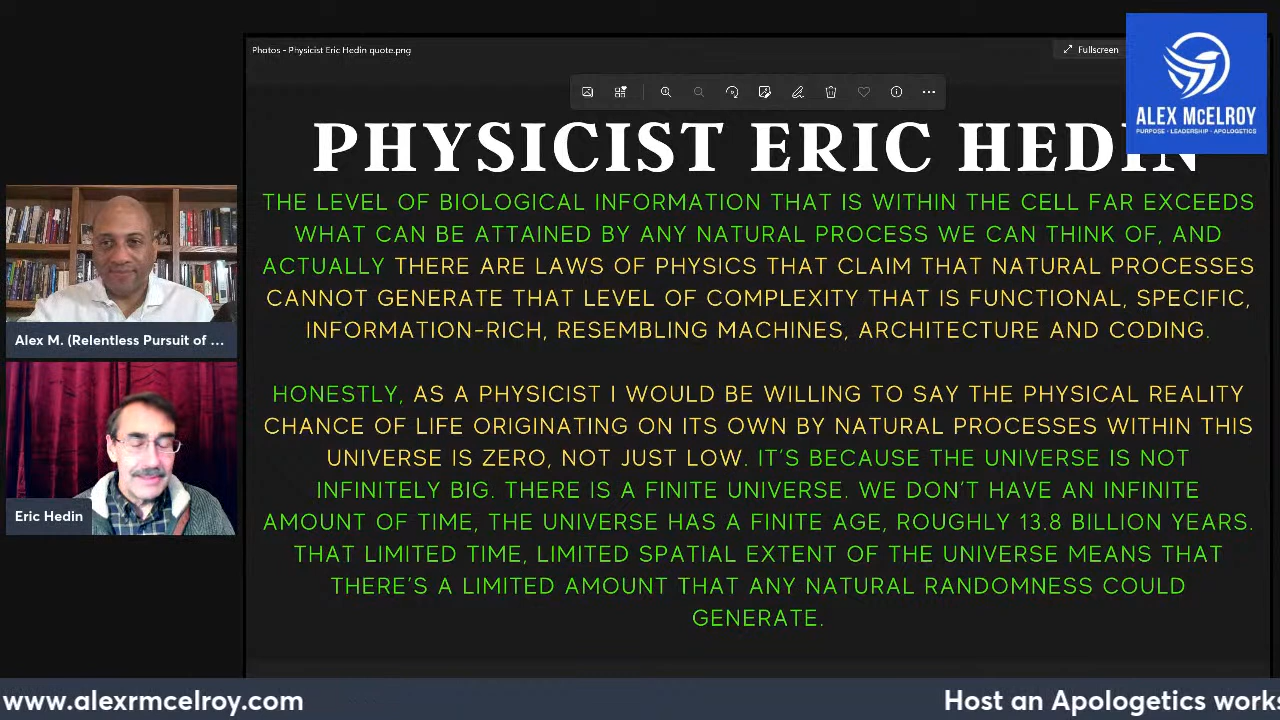 Photos - Physicist Eric Hedin quote.png
Fullscreen
ALEX McELROY
PURPOSE · LEADERSHIP · APOLOGETICS
PHYSICIST ERIC HEDIN
THE LEVEL OF BIOLOGICAL INFORMATION THAT IS WITHIN THE CELL FAR EXCEEDS
WHAT CAN BE ATTAINED BY ANY NATURAL PROCESS WE CAN THINK OF, AND
ACTUALLY THERE ARE LAWS OF PHYSICS THAT CLAIM THAT NATURAL PROCESSES
CANNOT GENERATE THAT LEVEL OF COMPLEXITY THAT IS FUNCTIONAL, SPECIFIC,
INFORMATION-RICH, RESEMBLING MACHINES, ARCHITECTURE AND CODING.
HONESTLY, AS A PHYSICIST I WOULD BE WILLING TO SAY THE PHYSICAL REALITY
CHANCE OF LIFE ORIGINATING ON ITS OWN BY NATURAL PROCESSES WITHIN THIS
UNIVERSE IS ZERO, NOT JUST LOW. IT'S BECAUSE THE UNIVERSE IS NOT
INFINITELY BIG. THERE IS A FINITE UNIVERSE. WE DON'T HAVE AN INFINITE
AMOUNT OF TIME, THE UNIVERSE HAS A FINITE AGE, ROUGHLY 13.8 BILLION YEARS.
THAT LIMITED TIME, LIMITED SPATIAL EXTENT OF THE UNIVERSE MEANS THAT
THERE'S A LIMITED AMOUNT THAT ANY NATURAL RANDOMNESS COULD
GENERATE.
Alex M. (Relentless Pursuit of ...
Eric Hedin
www.alexrmcelroy.com
Host an Apologetics works